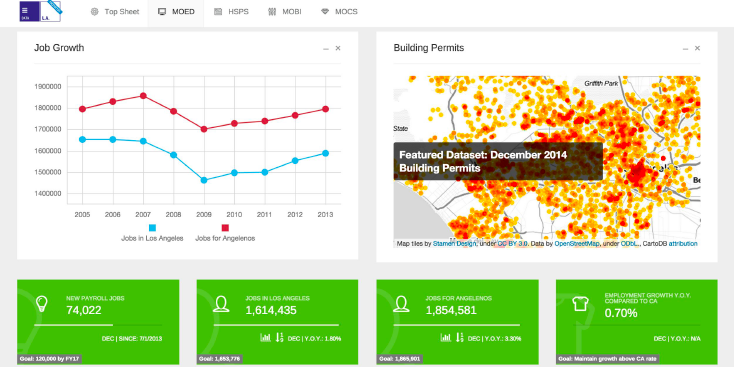 DATA
L.A.
Top Sheet
MOED
HSPS
MOBI
MOCS
Job Growth
1900000
1800000
1700000
1600000
1500000
1400000
2005 2006 2007 2008 2009 2010 2011 2012 2013
Jobs in Los Angeles Jobs for Angelenos
Building Permits
Griffith Park
State
Featured Dataset: December 2014
Building Permits
Map tiles by Stamen Design, under CC BY 3.0. Data by OpenStreetMap, under ODbL., CartoDB attribution
NEW PAYROLL JOBS
74,022
DEC | SINCE: 7/1/2013
Goal: 120,000 by FY17
JOBS IN LOS ANGELES
1,614,435
DEC | Y.O.Y.: 1.80%
Goal: 1,653,776
JOBS FOR ANGELENOS
1,854,581
DEC | Y.O.Y.: 3.30%
Goal: 1,865,901
EMPLOYMENT GROWTH Y.O.Y.
COMPARED TO CA
0.70%
DEC | Y.O.Y.: N/A
Goal: Maintain growth above CA rate